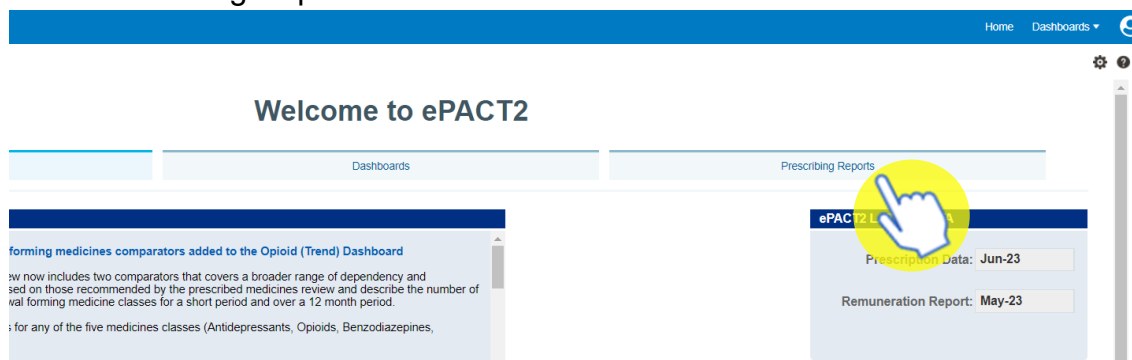 Home Dashboards
Welcome to ePACT2
Dashboards
Prescribing Reports
forming medicines comparators added to the Opioid (Trend) Dashboard
now includes two comparators that covers a broader range of dependency and
sed on those recommended by the prescribed medicines review and describe the number of
wal forming medicine classes for a short period and over a 12 month period.
for any of the five medicines classes (Antidepressants, Opioids, Benzodiazepines,
ePACT2
Prescription Data: Jun-23
Remuneration Report: May-23